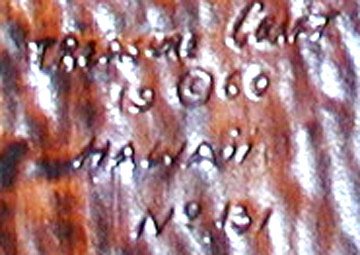 TREASURE CRAFT
19 © 60
HAWAII
No. 131